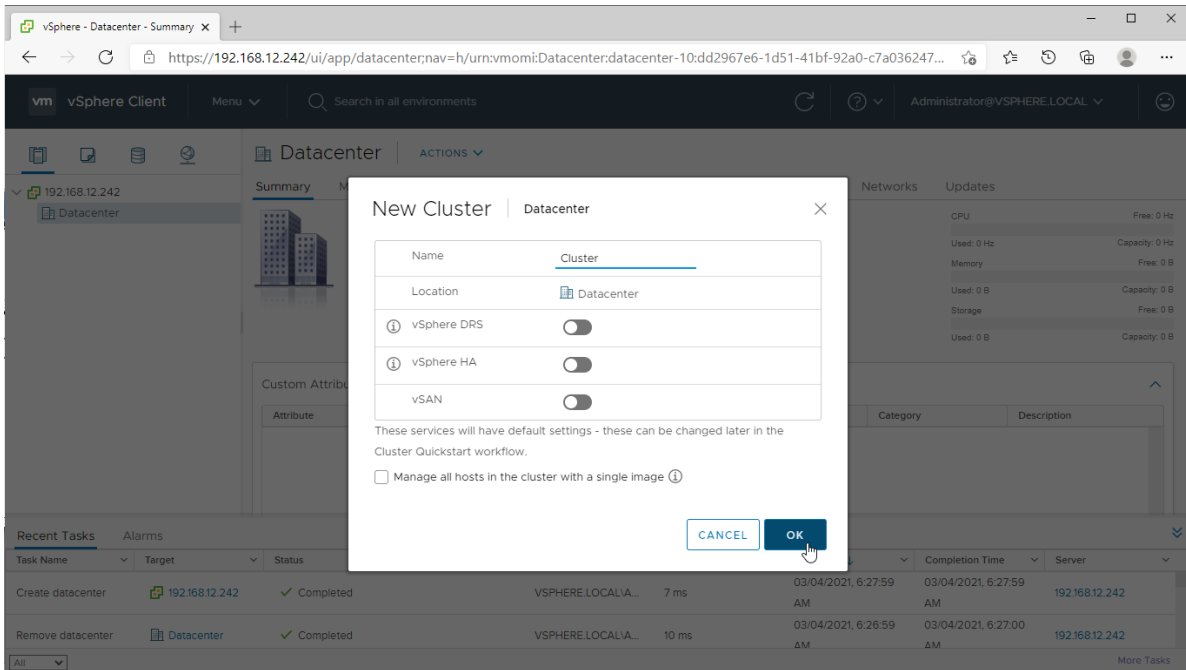 vSphere - Datacenter - Summary
https://192.168.12.242/ui/app/datacenter;nav=h/urn:vmomi:Datacenter:datacenter-10:dd2967e6-1d51-41bf-92a0-c7a036247...
vm vSphere Client Menu Search in all environments Administrator@VSPHERE.LOCAL
Datacenter ACTIONS
192.168.12.242
Datacenter
Summary M Networks Updates
CPU Free: 0 Hz
Used: 0 Hz Capacity: 0 Hz
Memory Free: 0 B
Used: 0 B Capacity: 0 B
Storage Free: 0 B
Used: 0 B Capacity: 0 B
New Cluster Datacenter
Name Cluster
Location Datacenter
vSphere DRS
vSphere HA
vSAN
These services will have default settings - these can be changed later in the
Cluster Quickstart workflow.
Manage all hosts in the cluster with a single image
CANCEL OK
Custom Attribu
Attribute Category Description
Recent Tasks Alarms
Task Name Target Status Completion Time Server
Create datacenter 192.168.12.242 Completed VSPHERE.LOCAL\A... 7 ms 03/04/2021, 6:27:59 AM 03/04/2021, 6:27:59 AM 192.168.12.242
Remove datacenter Datacenter Completed VSPHERE.LOCAL\A... 10 ms 03/04/2021, 6:26:59 AM 03/04/2021, 6:27:00 AM 192.168.12.242
All More Tasks